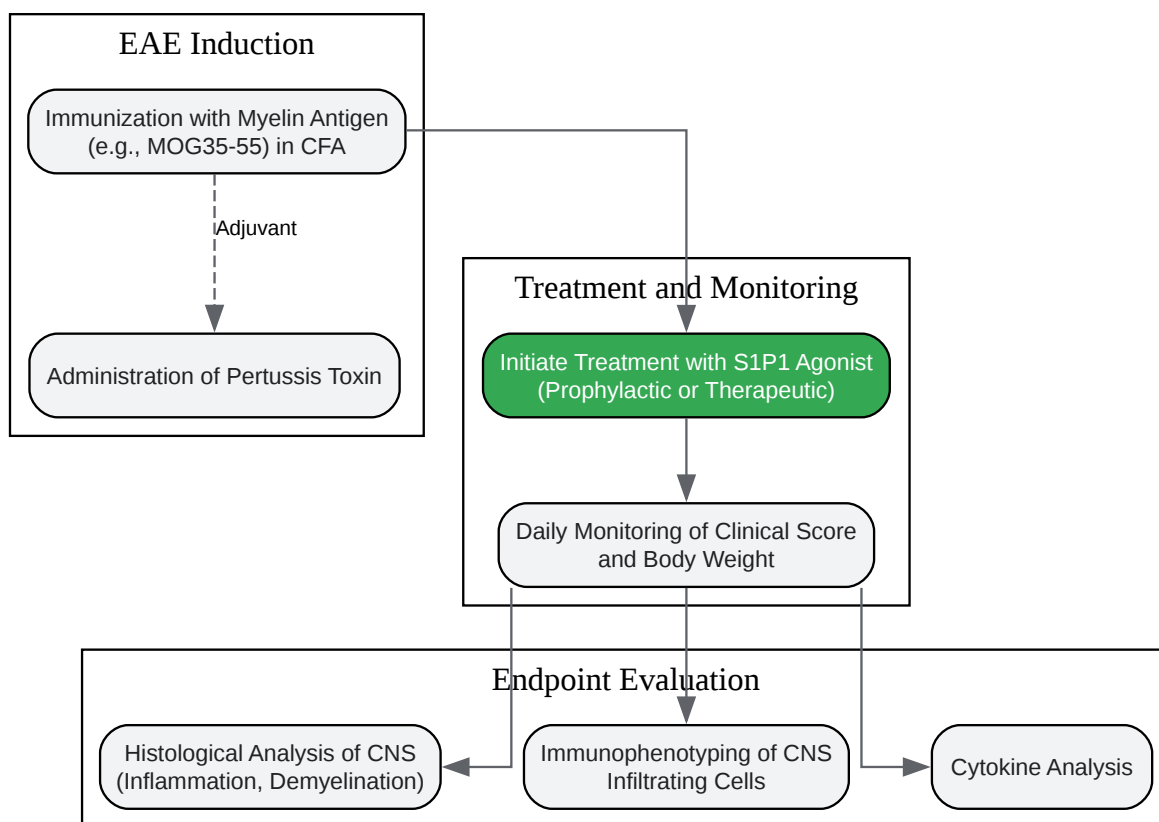 EAE Induction
Immunization with Myelin Antigen
(e.g., MOG35-55) in CFA
Adjuvant
Administration of Pertussis Toxin
Treatment and Monitoring
Initiate Treatment with S1P1 Agonist
(Prophylactic or Therapeutic)
Daily Monitoring of Clinical Score
and Body Weight
Endpoint Evaluation
Histological Analysis of CNS
(Inflammation, Demyelination)
Immunophenotyping of CNS
Infiltrating Cells
Cytokine Analysis